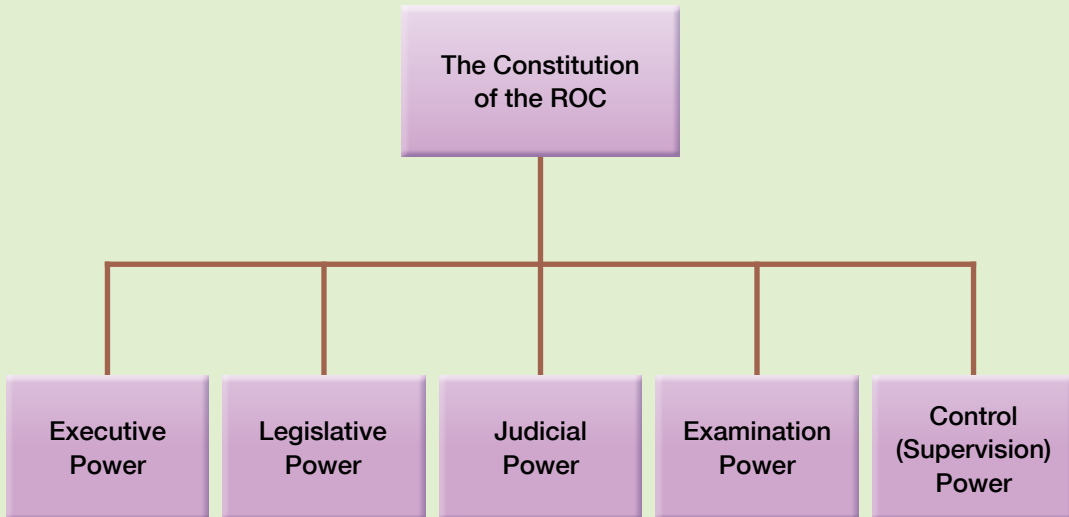 The Constitution
of the ROC
Executive
Power
Legislative
Power
Judicial
Power
Examination
Power
Control
(Supervision)
Power